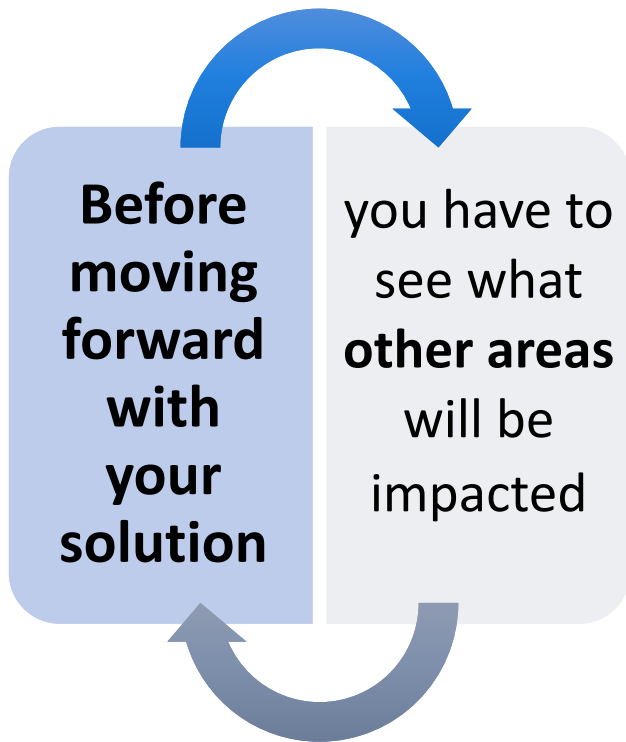 Before
moving
forward
with
your
solution
you have to
see what
other areas
will be
impacted